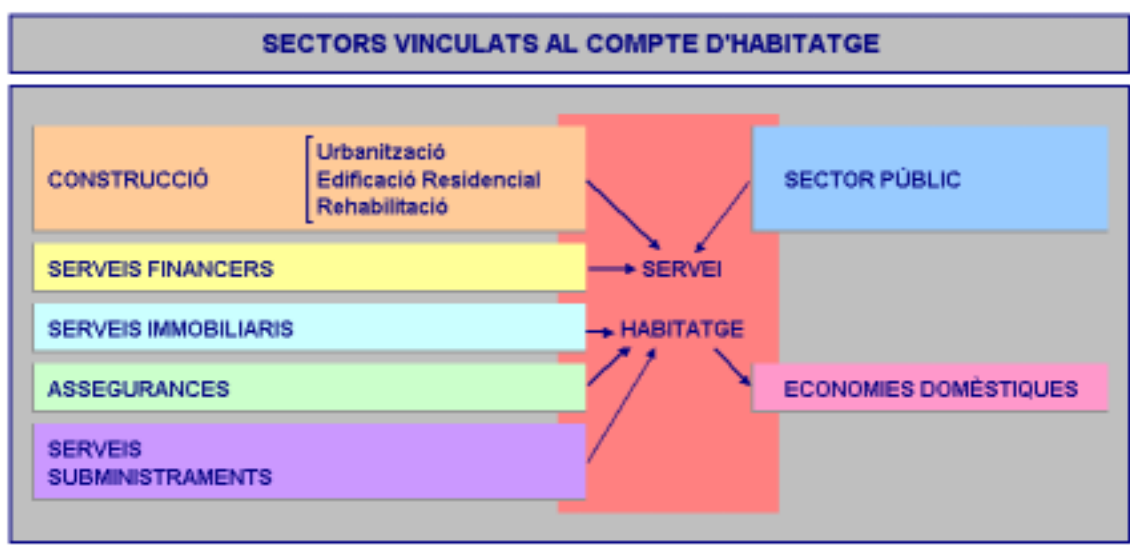 SECTORS VINCULATS AL COMPTE D'HABITATGE
CONSTRUCCIÓ
Urbanització
Edificació Residencial
Rehabilitació
SECTOR PÚBLIC
SERVEIS FINANCERS
SERVEI
SERVEIS IMMOBILIARIS
HABITATGE
ASSEGURANCES
ECONOMIES DOMÈSTIQUES
SERVEIS
SUBMINISTRAMENTS